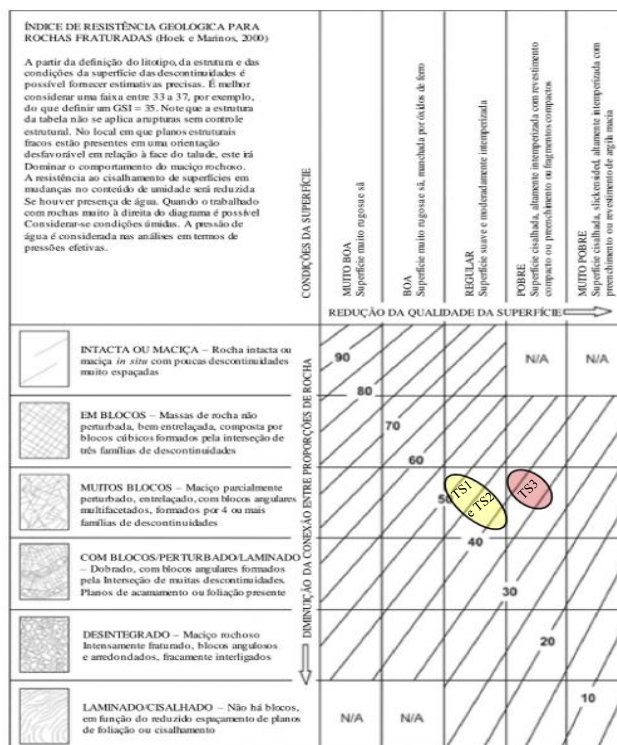 ÍNDICE DE RESISTÊNCIA GEOLOGICA PARA
ROCHAS FRATURADAS (Hoek e Marinos, 2000)
A partir da definição do litotipo, da estrutura e das
condições da superfície das descontinuidades é
possível fornecer estimativas precisas. É melhor
considerar uma faixa entre 33 a 37, por exemplo,
do que definir um GSI = 35. Note que a estrutura
da tabela não se aplica a rupturas sem controle
estrutural. No local em que planos estruturais
fracos estão presentes em uma orientação
desfavorável em relação à face do talude, este irá
Dominar o comportamento do maciço rochoso.
A resistência ao cisalhamento de superfícies em
mudanças no conteúdo de umidade será reduzida
Se houver presença de água. Quando o trabalhado
com rochas muito à direita do diagrama é possível
Considerar-se condições úmidas. A pressão de
água é considerada nas análises em termos de
pressões efetivas.
CONDIÇÕES DA SUPERFÍCIE
MUITO BOA
Superfície muito rugosa e sã
BOA
Superfície muito rugosa e sã, manchada por óxidos de ferro
REGULAR
Superfície suave e moderadamente intemperizada
POBRE
Superfície cisalhada, altamente intemperizada com revestimento
compacto ou preenchimento ou fragmentos compactos
MUITO POBRE
Superfície cisalhada, slickensided, altamente intemperizada com
preenchimento ou revestimento de argila macia
REDUÇÃO DA QUALIDADE DA SUPERFÍCIE
DIMINUIÇÃO DA CONEXÃO ENTRE PROPORÇÕES DE ROCHA
INTACTA OU MACIÇA – Rocha intacta ou
maciça in situ com poucas descontinuidades
muito espaçadas
90
80
N/A
N/A
EM BLOCOS – Massas de rocha não
perturbada, bem entrelaçada, composta por
blocos cúbicos formados pela interseção de
três famílias de descontinuidades
70
60
MUITOS BLOCOS – Maciço parcialmente
perturbado, entrelaçado, com blocos angulares
multifacetados, formados por 4 ou mais
famílias de descontinuidades
50
TS1
e TS2
TS3
40
COM BLOCOS/PERTURBADO/LAMINADO
– Dobrado, com blocos angulares formados
pela Interseção de muitas descontinuidades.
Planos de acamamento ou foliação presente
30
DESINTEGRADO – Maciço rochoso
Intensamente fraturado, blocos angulosos
e arredondados, fracamente interligados
20
LAMINADO/CISALHADO – Não há blocos,
em função do reduzido espaçamento de planos
de foliação ou cisalhamento
N/A
N/A
10